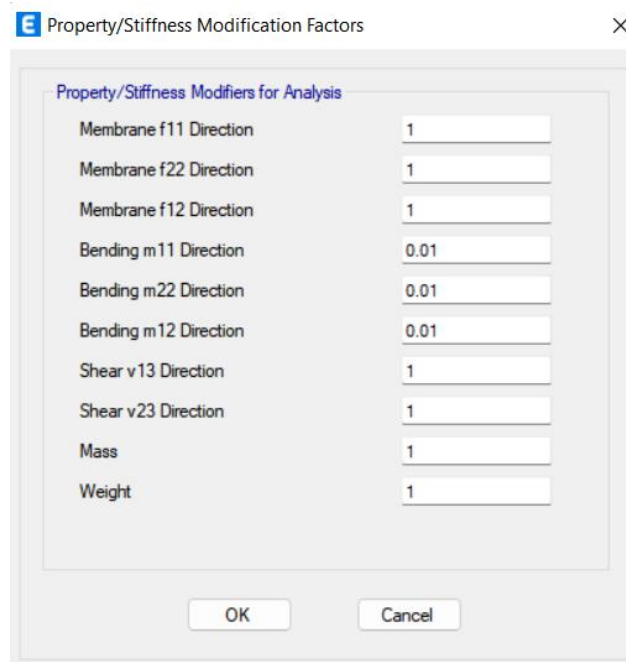 E Property/Stiffness Modification Factors
Property/Stiffness Modifiers for Analysis
Membrane f11 Direction 1
Membrane f22 Direction 1
Membrane f12 Direction 1
Bending m11 Direction 0.01
Bending m22 Direction 0.01
Bending m12 Direction 0.01
Shear v13 Direction 1
Shear v23 Direction 1
Mass 1
Weight 1
OK Cancel